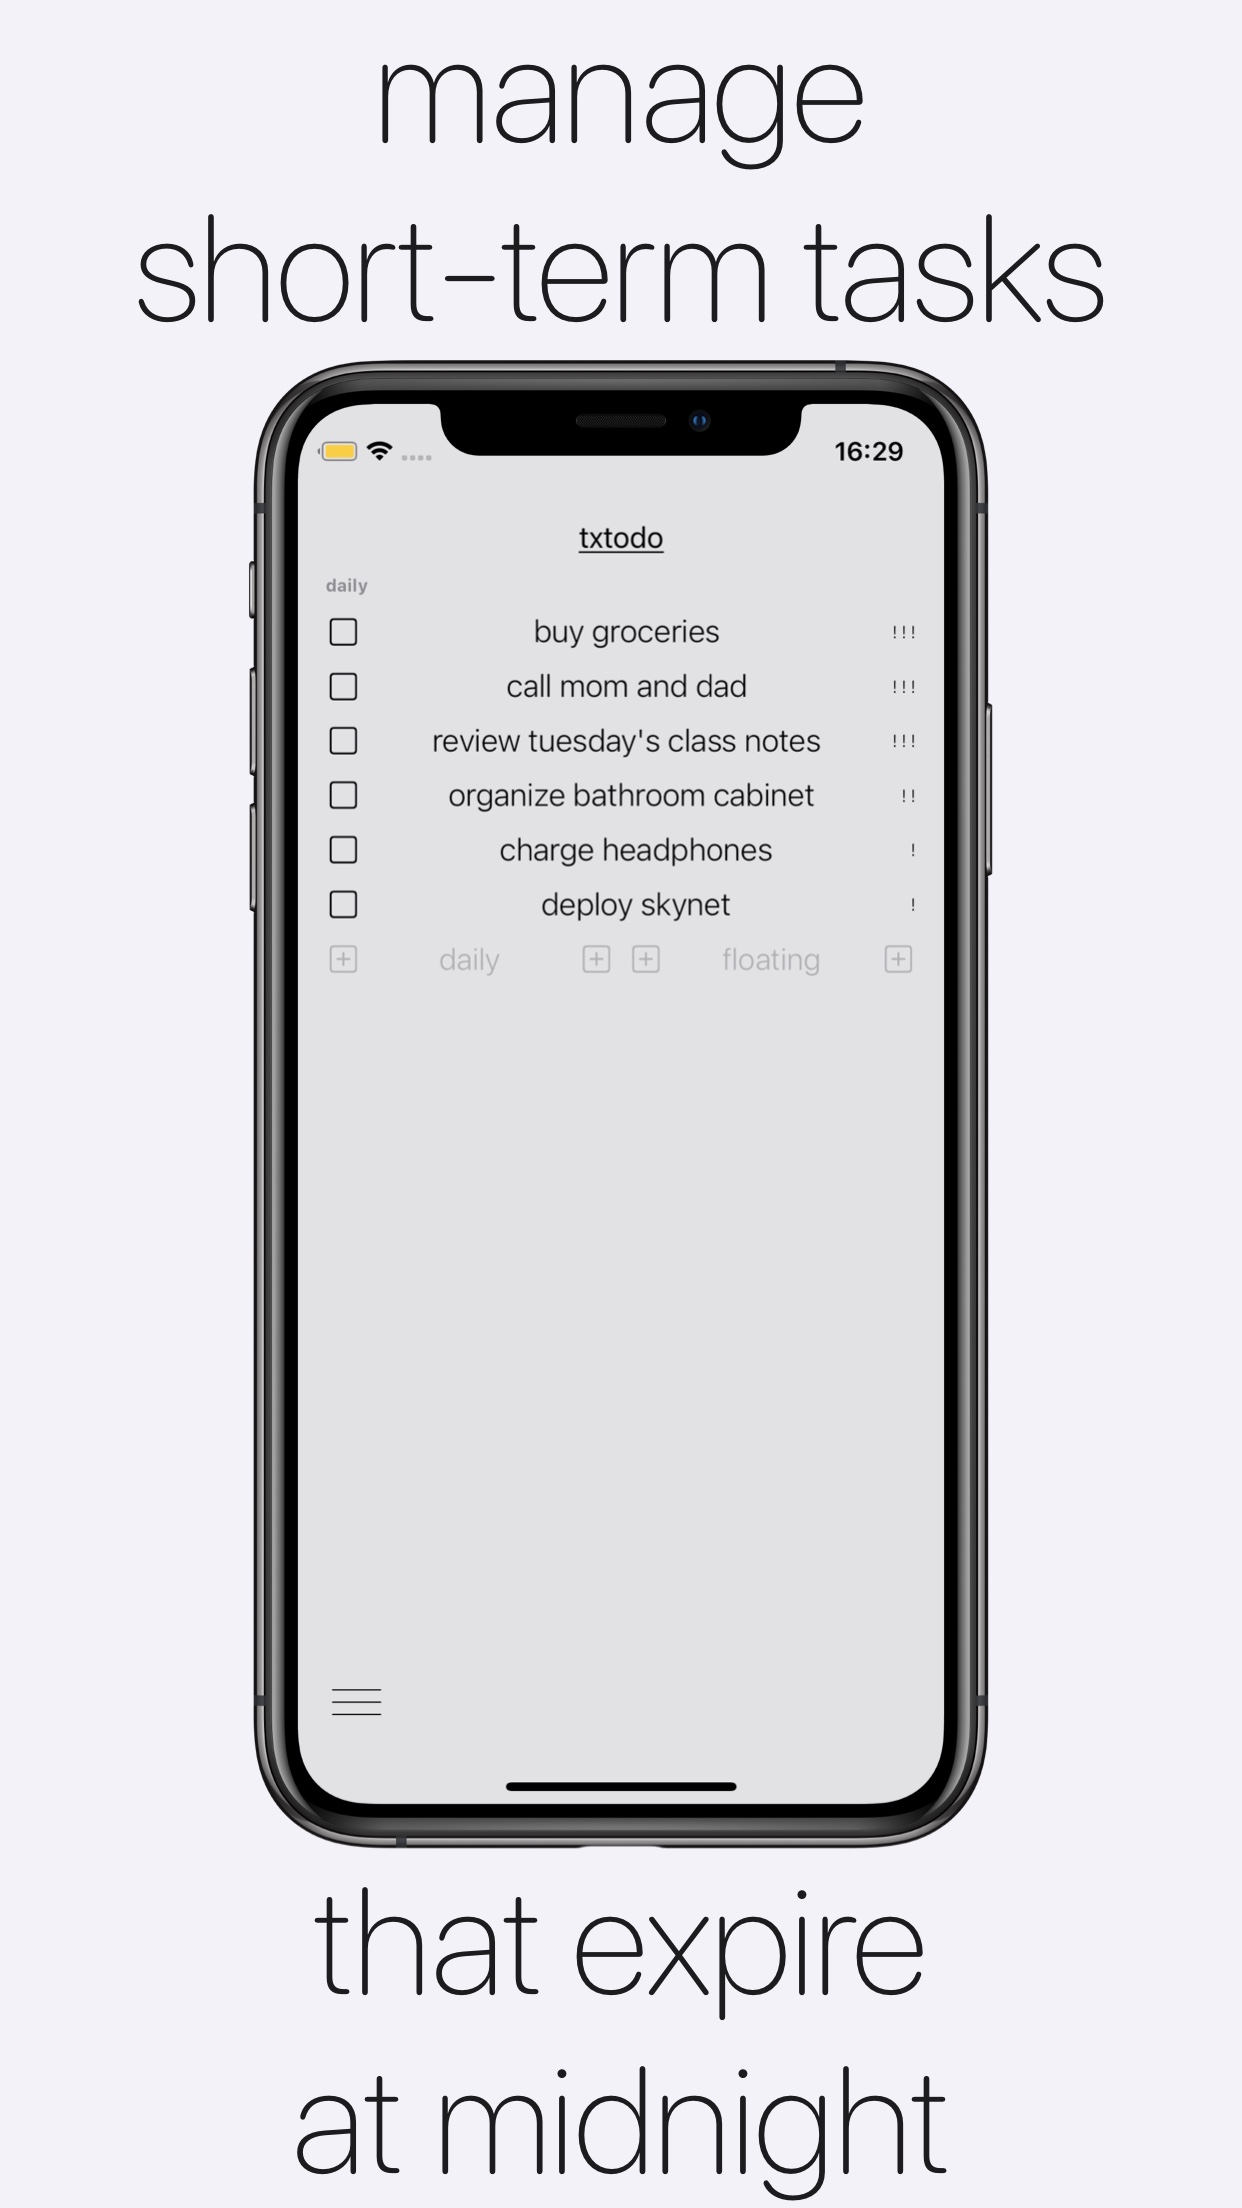 manage
short-term tasks
16:29
txtodo
daily
buy groceries !!!
call mom and dad !!!
review tuesday's class notes !!!
organize bathroom cabinet !!
charge headphones !
deploy skynet !
daily floating
that expire
at midnight